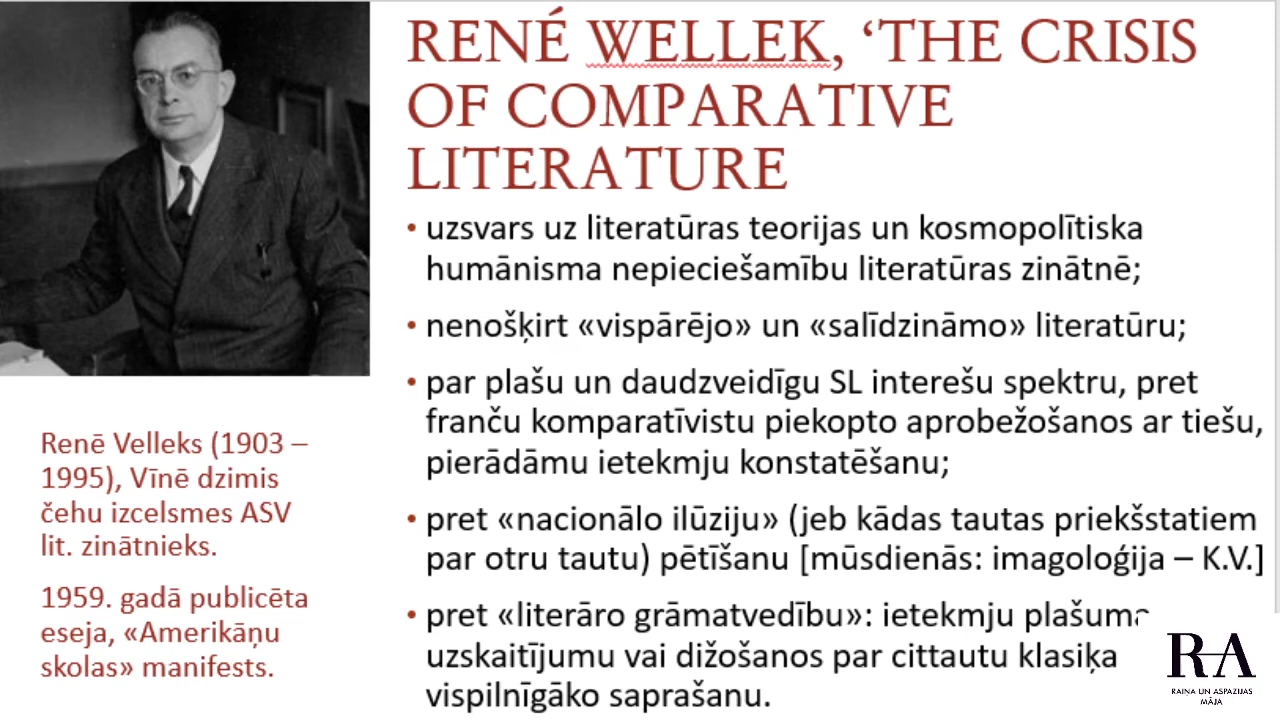 RENÉ WELLEK, ‘THE CRISIS
OF COMPARATIVE
LITERATURE
• uzsvars uz literatūras teorijas un kosmopolītiska
humānisma nepieciešamību literatūras zinātnē;
• nenošķirt «vispārējo» un «salīdzināmo» literatūru;
• par plašu un daudzveidīgu SL interešu spektru, pret
franču komparatīvistu piekopto aprobežošanos ar tiešu,
pierādāmu ietekmju konstatēšanu;
• pret «nacionālo ilūziju» (jeb kādas tautas priekšstatiem
par otru tautu) pētīšanu [mūsdienās: imagoloģija – K.V.]
• pret «literāro grāmatvedību»: ietekmju plašuma
uzskaitījumu vai dižošanos par cittautu klasiķa
vispilnīgāko saprašanu.
Renē Velleks (1903 –
1995), Vīnē dzimis
čehu izcelsmes ASV
lit. zinātnieks.
1959. gadā publicēta
eseja, «Amerikāņu
skolas» manifests.
RA
RAIŅA UN ASPAZIJAS
MĀJA